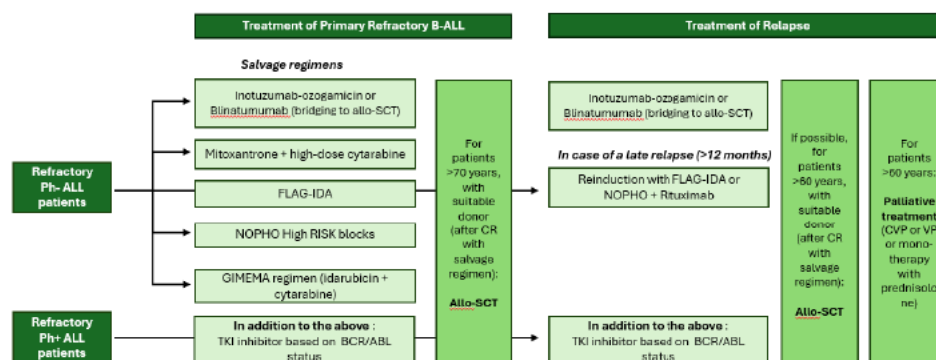 Treatment of Primary Refractory B-ALL
Treatment of Relapse
Salvage regimens
Inotuzumab-ozogamicin or
Blinatumumab (bridging to allo-SCT)
Mitoxantrone + high-dose cytarabine
FLAG-IDA
NOPHO High RISK blocks
GIMEMA regimen (idarubicin +
cytarabine)
Refractory
Ph- ALL
patients
For
patients
>70 years,
with
suitable
donor
(after CR
with
salvage
regimen):
Allo-SCT
Inotuzumab-ozogamicin or
Blinatumumab (bridging to allo-SCT)
In case of a late relapse (>12 months)
Reinduction with FLAG-IDA or
NOPHO + Rituximab
If possible,
for
patients
>60 years,
with
suitable
donor
(after CR
with
salvage
regimen):
Allo-SCT
For
patients
>60 years:
Palliative
treatment
(CVP or VP
or mono-
therapy
with
prednisolo
ne)
Refractory
Ph+ ALL
patients
In addition to the above :
TKI inhibitor based on BCR/ABL
status
In addition to the above :
TKI inhibitor based on BCR/ABL
status